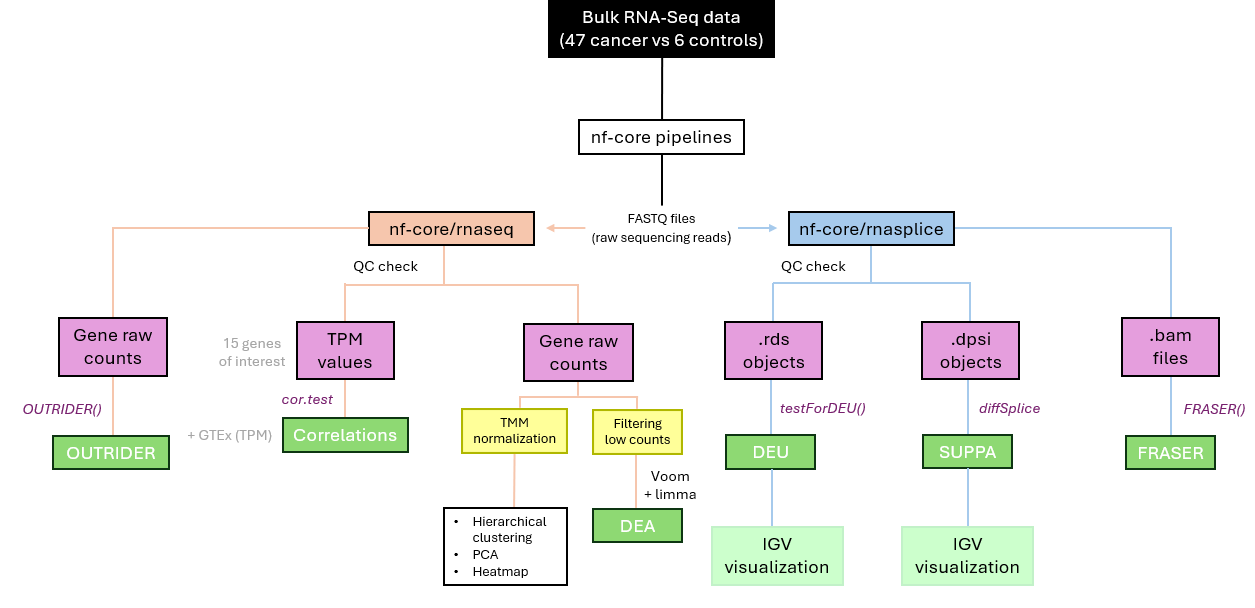 Bulk RNA-Seq data
(47 cancer vs 6 controls)
nf-core pipelines
FASTQ files
(raw sequencing reads)
nf-core/rnaseq
nf-core/rnasplice
QC check
QC check
Gene raw
counts
15 genes
of interest
TPM
values
Gene raw
counts
.rds
objects
.dpsi
objects
.bam
files
OUTRIDER()
cor.test
testForDEU()
diffSplice
FRASER()
OUTRIDER
+ GTEx (TPM)
Correlations
TMM
normalization
Filtering
low counts
DEU
SUPPA
FRASER
Voom
+ limma
• Hierarchical
clustering
• PCA
• Heatmap
DEA
IGV
visualization
IGV
visualization